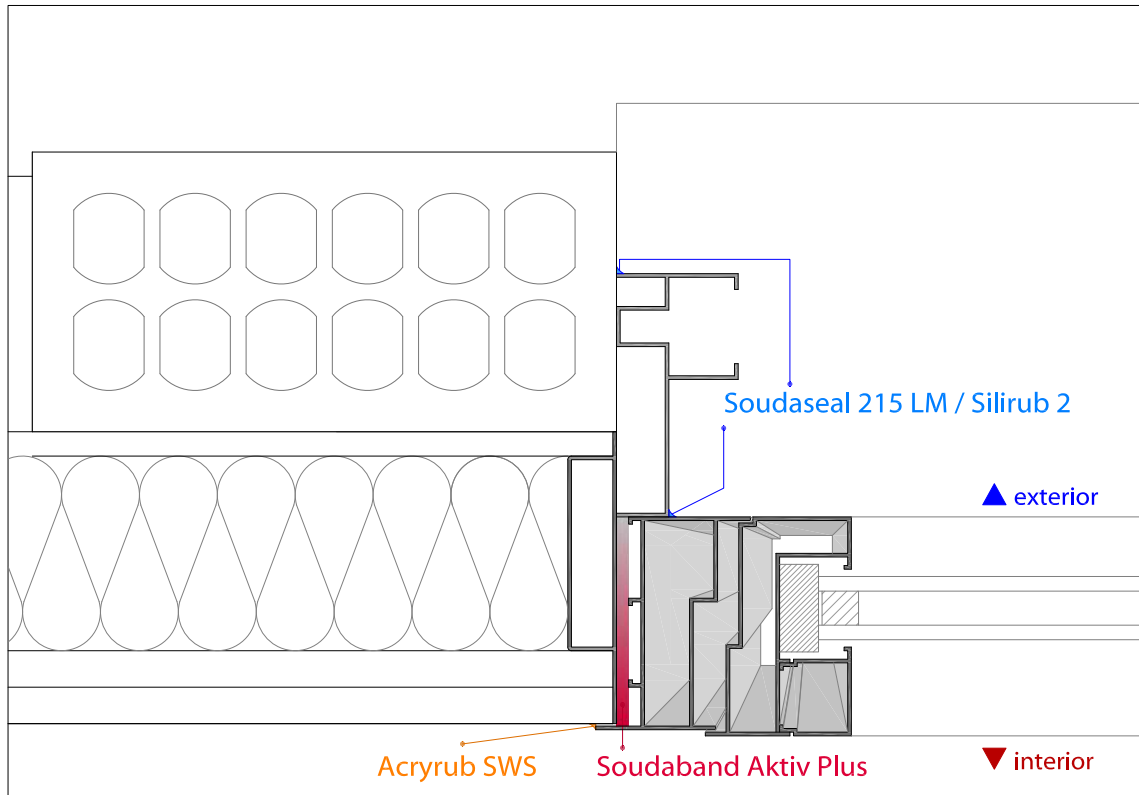 Soudaseal 215 LM / Silirub 2
exterior
Acryrub SWS
Soudaband Aktiv Plus
interior